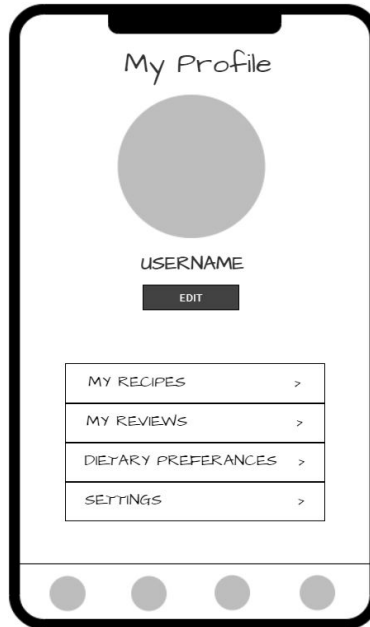 My Profile
USERNAME
EDIT
MY RECIPES >
MY REVIEWS >
DIETARY PREFERANCES >
SETTINGS >